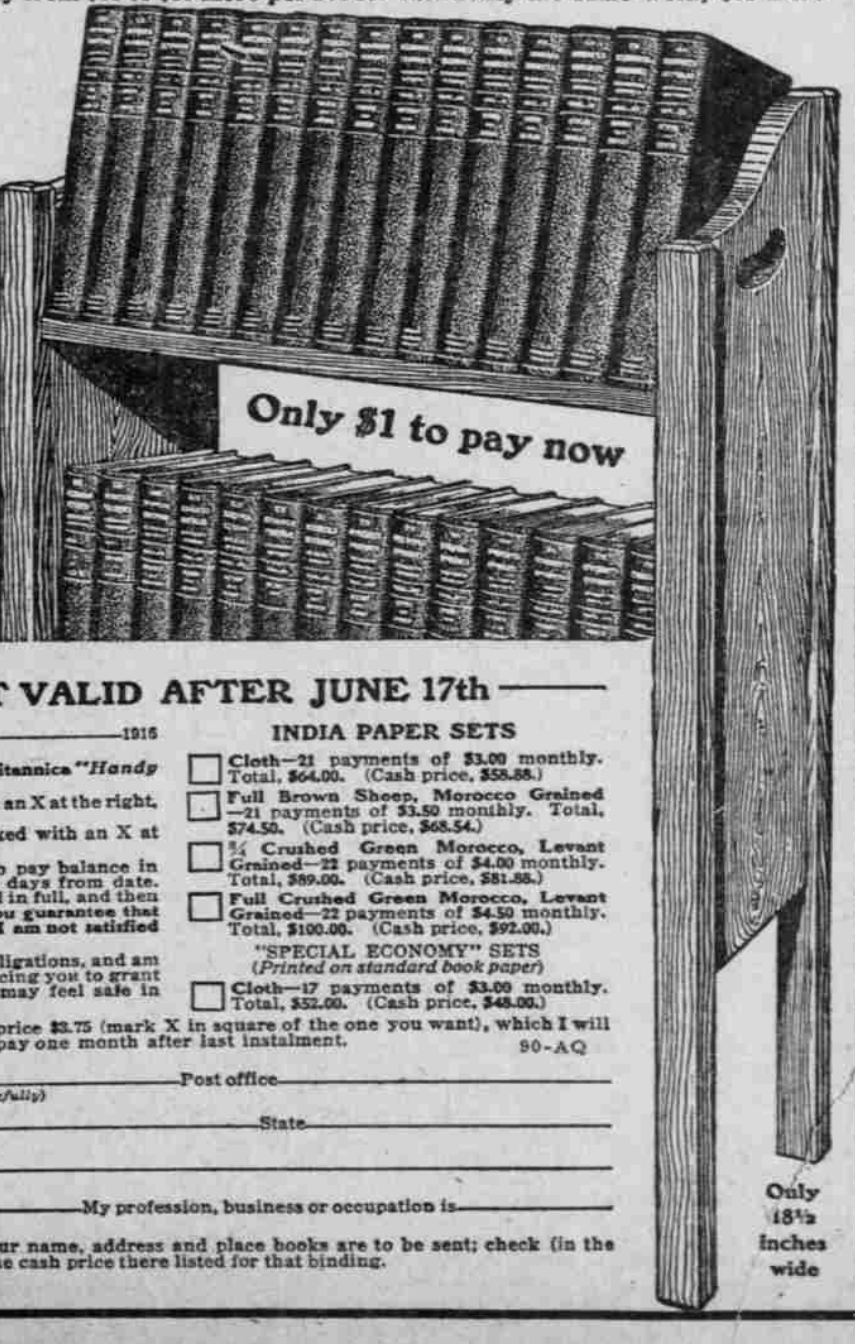 Only $1 to pay now
VALID AFTER JUNE 17th
1916
itannica "Handy
an X at the right,
ked with an X at
pay balance in
days from date.
in full, and then
ou guarantee that
I am not satisfied
ligations, and am
cing you to grant
may feel safe in
INDIA PAPER SETS
Cloth—21 payments of $3.00 monthly.
Total, $64.00. (Cash price, $58.88.)
Full Brown Sheep, Morocco Grained
—21 payments of $3.50 monthly. Total,
$74.50. (Cash price, $68.54.)
¾ Crushed Green Morocco, Levant
Grained—22 payments of $4.00 monthly.
Total, $89.00. (Cash price, $81.88.)
Full Crushed Green Morocco, Levant
Grained—22 payments of $4.50 monthly.
Total, $100.00. (Cash price, $92.00.)
"SPECIAL ECONOMY" SETS
(Printed on standard book paper)
Cloth—17 payments of $3.00 monthly.
Total, $52.00. (Cash price, $48.00.)
price $3.75 (mark X in square of the one you want), which I will
pay one month after last instalment.
90-AQ
Post office
fully)
State
My profession, business or occupation is
ur name, address and place books are to be sent; check (in the
e cash price there listed for that binding.
Only
18½
inches
wide